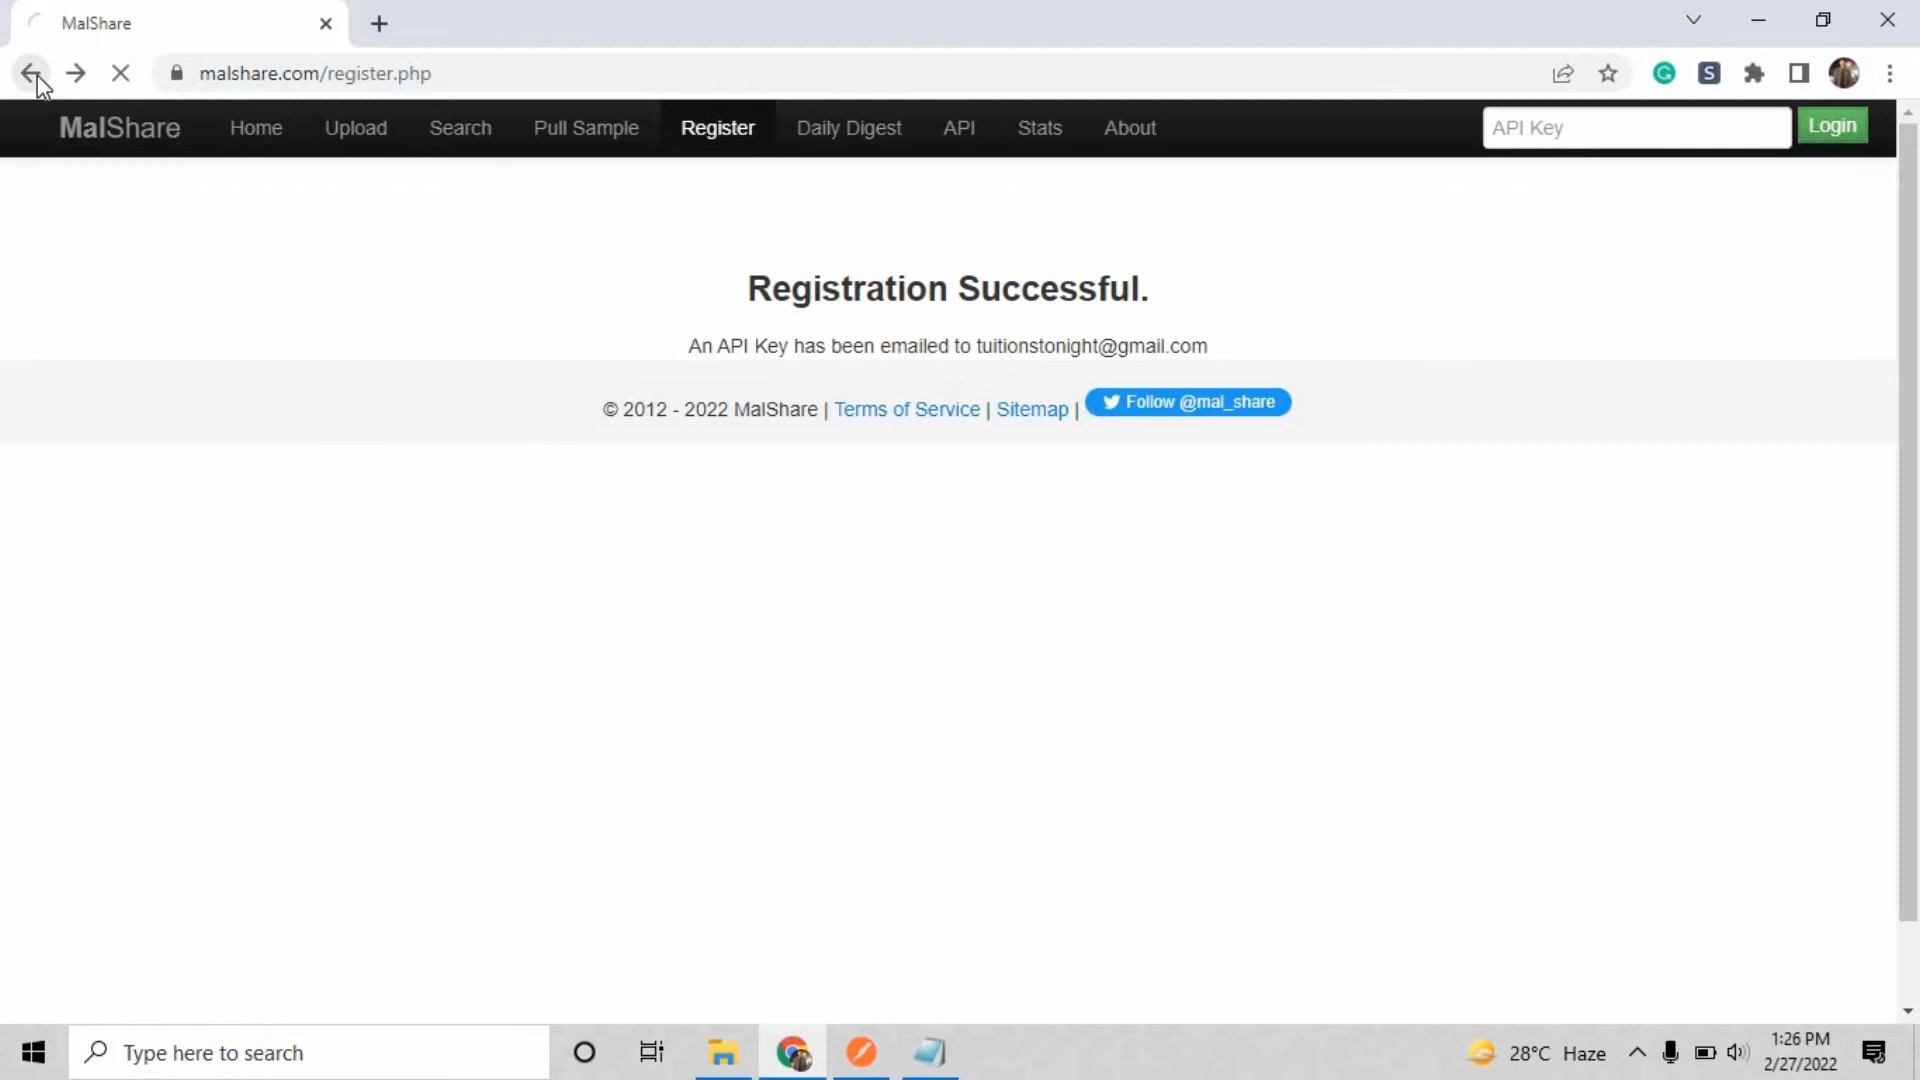 MalShare
malshare.com/register.php
MalShare Home Upload Search Pull Sample Register Daily Digest API Stats About API Key Login
Registration Successful.
An API Key has been emailed to tuitionstonight@gmail.com
© 2012 - 2022 MalShare | Terms of Service | Sitemap | Follow @mal_share
Type here to search
28°C Haze
1:26 PM
2/27/2022